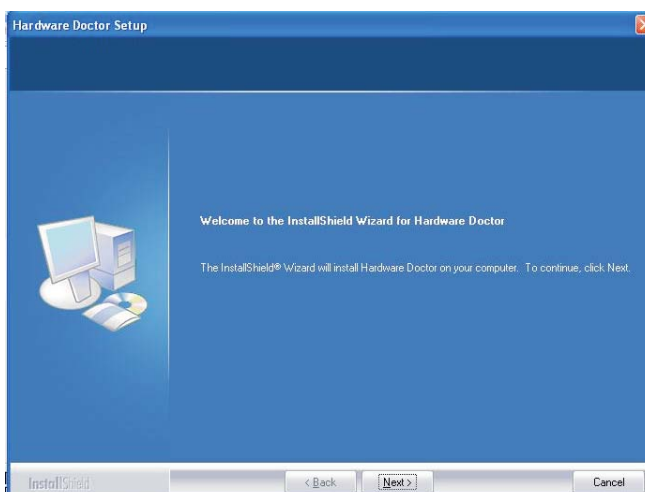 Hardware Doctor Setup
Welcome to the InstallShield Wizard for Hardware Doctor
The InstallShield® Wizard will install Hardware Doctor on your computer. To continue, click Next.
InstallShield
< Back Next > Cancel